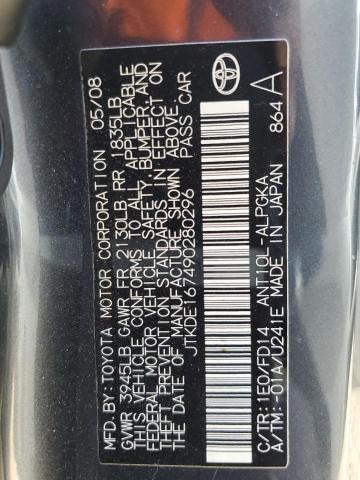 MFD.BY:TOYOTA MOTOR CORPORATION 05/08
GVWR 3945LB GAWR FR 2130LB RR 1835LB
THIS VEHICLE CONFORMS TO ALL APPLICABLE
FEDERAL MOTOR VEHICLE SAFETY, BUMPER, AND
THEFT PREVENTION STANDARDS IN EFFECT ON
THE DATE OF MANUFACTURE SHOWN ABOVE.
JTKDE167490280296 PASS CAR
C/TR:1E0/FD14 ANT10L-ALPGKA
A/TM:-01A/U241E MADE IN JAPAN 864
A